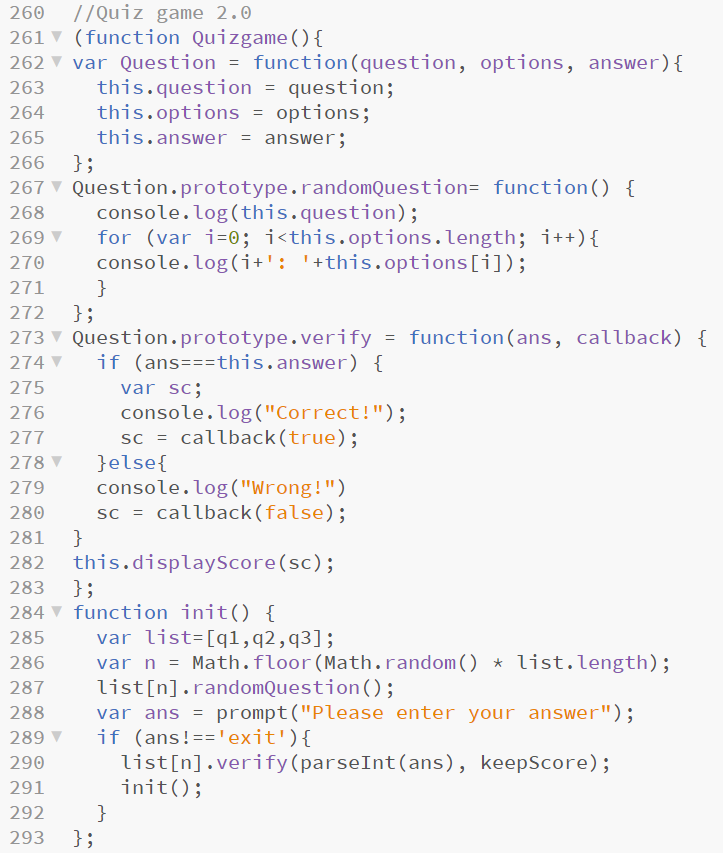 260 //Quiz game 2.0
261 (function Quizgame(){
262 var Question = function(question, options, answer){
263   this.question = question;
264   this.options = options;
265   this.answer = answer;
266 };
267 Question.prototype.randomQuestion= function() {
268   console.log(this.question);
269   for (var i=0; i<this.options.length; i++){
270   console.log(i+': '+this.options[i]);
271   }
272 };
273 Question.prototype.verify = function(ans, callback) {
274   if (ans===this.answer) {
275     var sc;
276     console.log("Correct!");
277     sc = callback(true);
278   }else{
279   console.log("Wrong!")
280   sc = callback(false);
281 }
282 this.displayScore(sc);
283 };
284 function init() {
285   var list=[q1,q2,q3];
286   var n = Math.floor(Math.random() * list.length);
287   list[n].randomQuestion();
288   var ans = prompt("Please enter your answer");
289   if (ans!=='exit'){
290     list[n].verify(parseInt(ans), keepScore);
291     init();
292   }
293 };